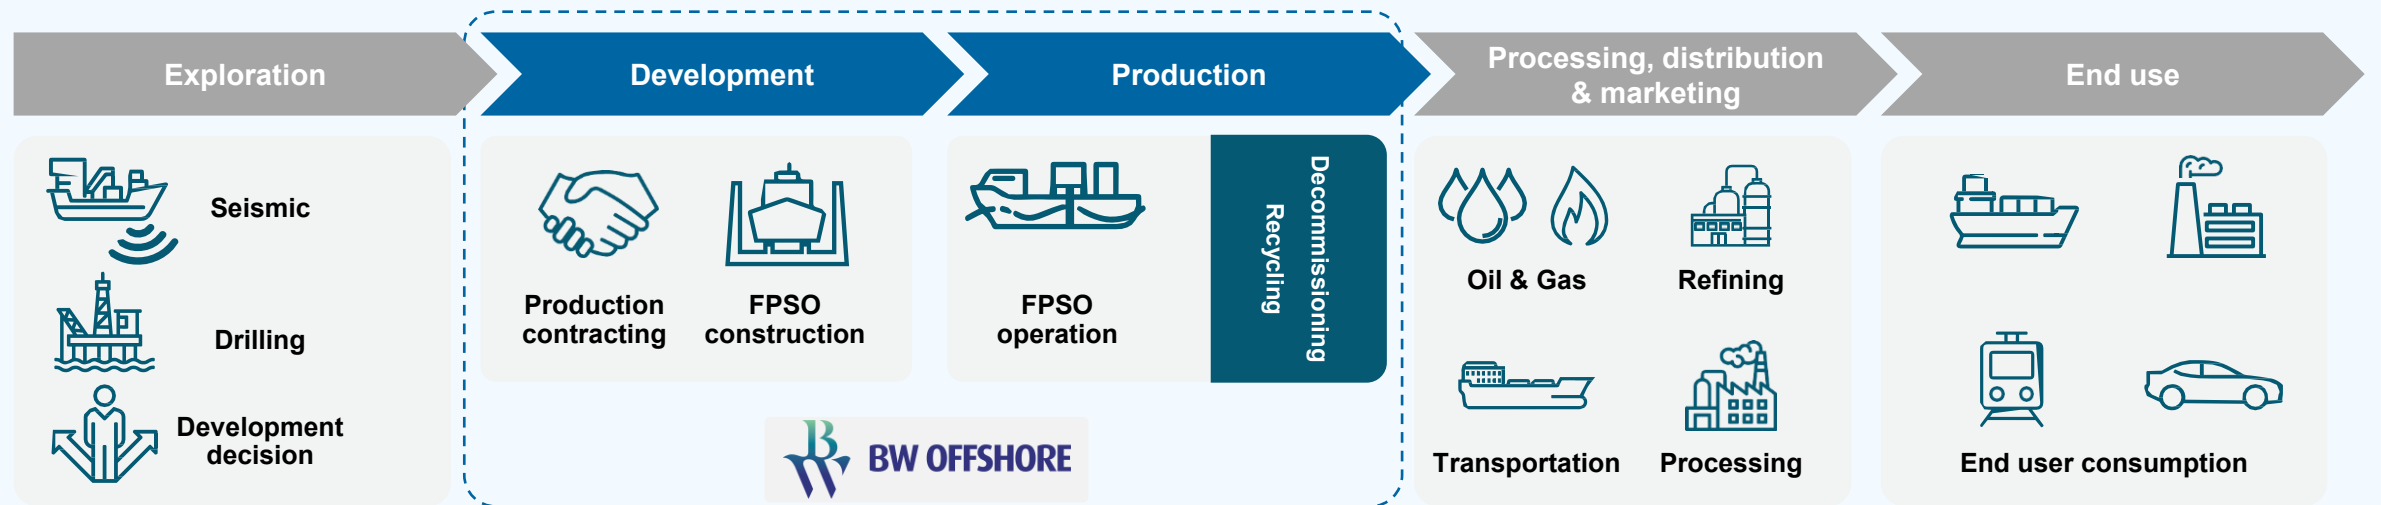 Exploration
Development
Production
Processing, distribution
& marketing
End use
Seismic
Drilling
Development
decision
Production
contracting
FPSO
construction
FPSO
operation
Decommissioning
Recycling
BW
BW OFFSHORE
Oil & Gas
Refining
Transportation
Processing
End user consumption